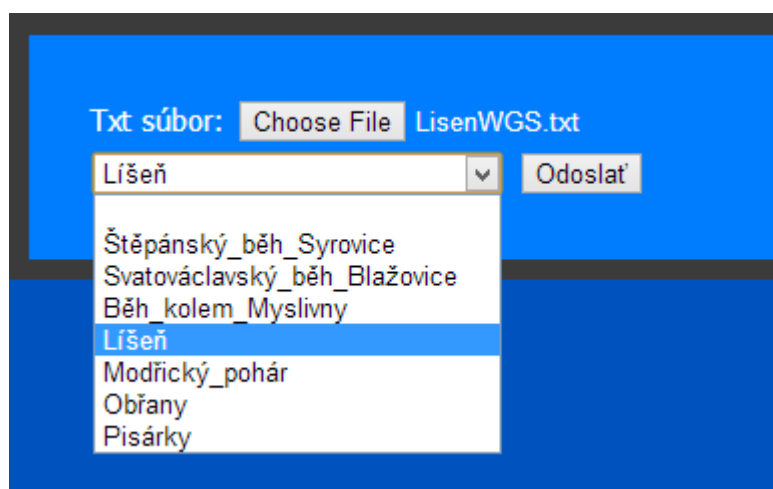 Txt súbor: Choose File LisenWGS.txt
Líšeň Odoslať
Štěpánský_běh_Syrovice
Svatováclavský_běh_Blažovice
Běh_kolem_Myslivny
Líšeň
Modřický_pohár
Obřany
Pisárky